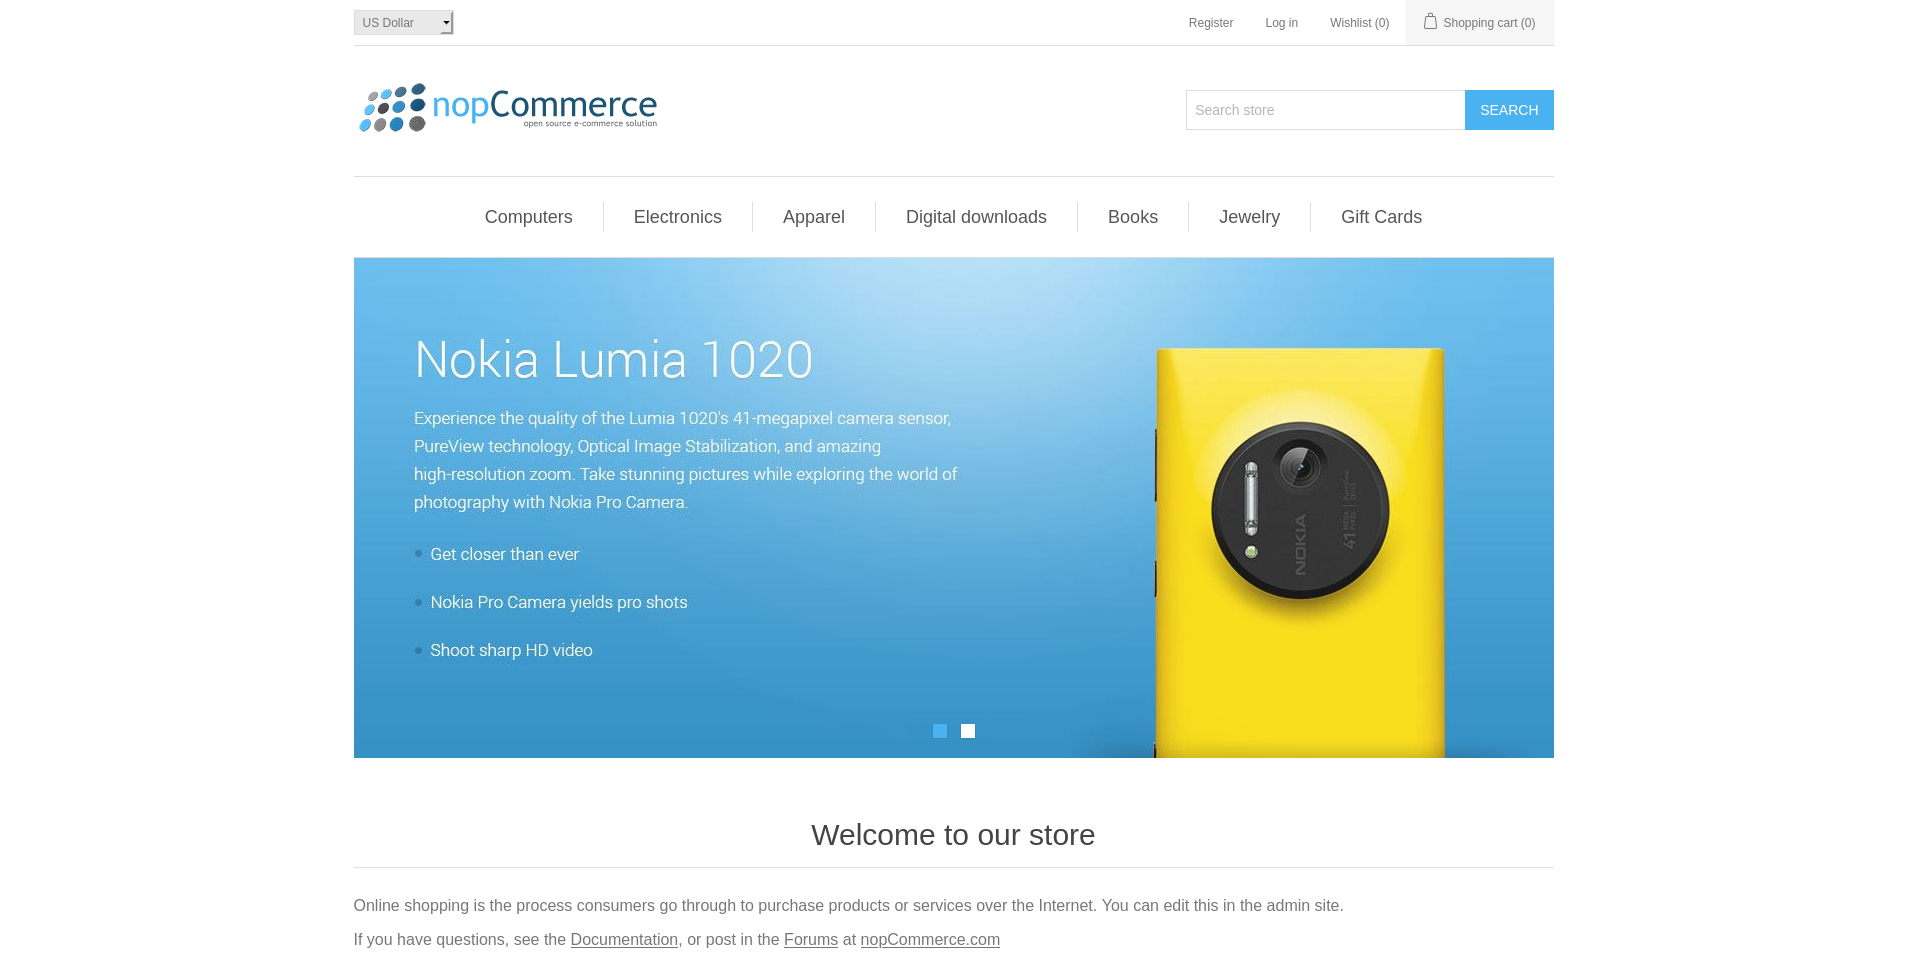 US Dollar
Register
Log in
Wishlist (0)
Shopping cart (0)
nopCommerce
open source e-commerce solution
Search store
SEARCH
Computers
Electronics
Apparel
Digital downloads
Books
Jewelry
Gift Cards
Nokia Lumia 1020
Experience the quality of the Lumia 1020's 41-megapixel camera sensor,
PureView technology, Optical Image Stabilization, and amazing
high-resolution zoom. Take stunning pictures while exploring the world of
photography with Nokia Pro Camera.
Get closer than ever
Nokia Pro Camera yields pro shots
Shoot sharp HD video
NOKIA
41 MEGA PIXEL
PureView
ZEISS
Welcome to our store
Online shopping is the process consumers go through to purchase products or services over the Internet. You can edit this in the admin site.
If you have questions, see the Documentation, or post in the Forums at nopCommerce.com